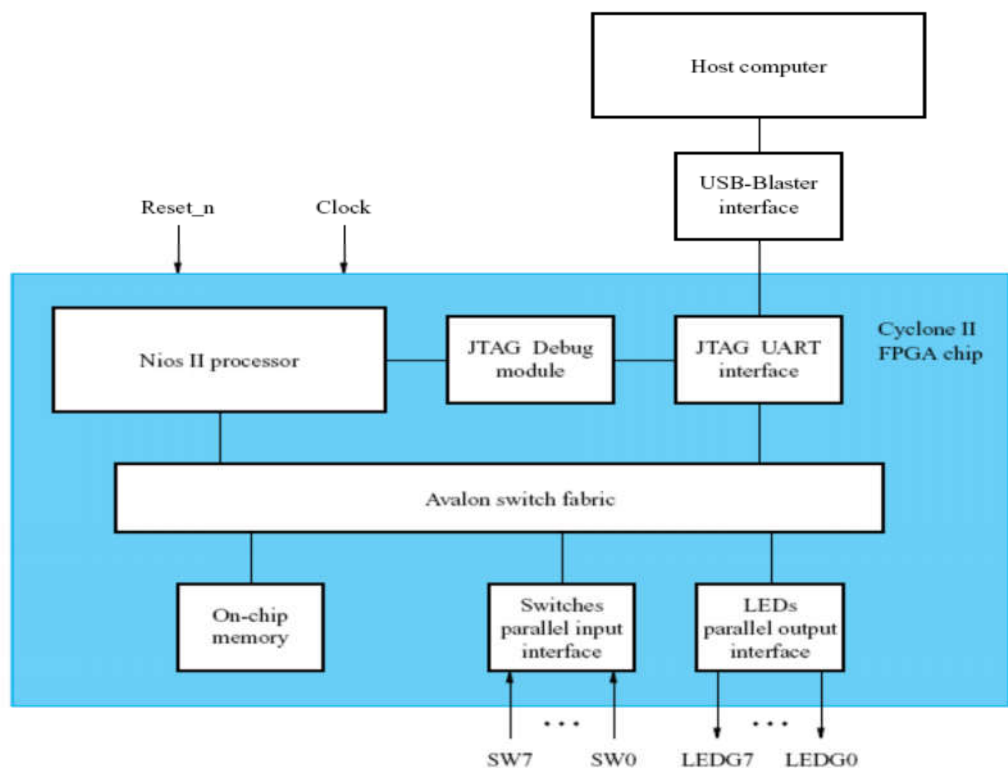 Host computer
USB-Blaster
interface
Reset_n
Clock
Nios II processor
JTAG Debug
module
JTAG UART
interface
Cyclone II
FPGA chip
Avalon switch fabric
On-chip
memory
Switches
parallel input
interface
LEDs
parallel output
interface
SW7
SW0
LEDG7
LEDG0